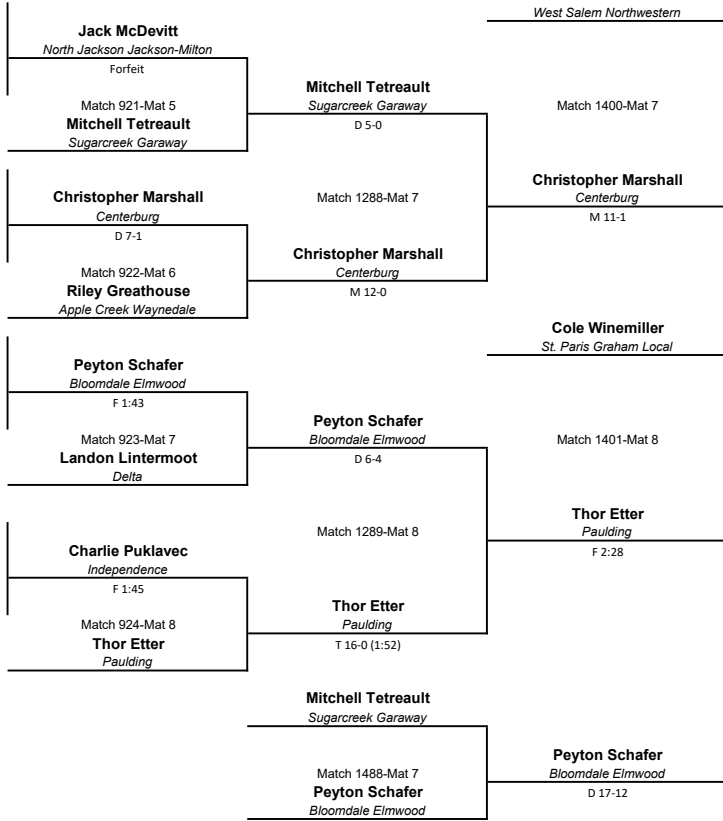 West Salem Northwestern
Jack McDevitt
North Jackson Jackson-Milton
Forfeit
Match 921-Mat 5
Mitchell Tetreault
Sugarcreek Garaway
Mitchell Tetreault
Sugarcreek Garaway
D 5-0
Match 1400-Mat 7
Christopher Marshall
Centerburg
D 7-1
Match 922-Mat 6
Riley Greathouse
Apple Creek Waynedale
Match 1288-Mat 7
Christopher Marshall
Centerburg
M 12-0
Christopher Marshall
Centerburg
M 11-1
Cole Winemiller
St. Paris Graham Local
Peyton Schafer
Bloomdale Elmwood
F 1:43
Match 923-Mat 7
Landon Lintermoot
Delta
Peyton Schafer
Bloomdale Elmwood
D 6-4
Match 1401-Mat 8
Charlie Puklavec
Independence
F 1:45
Match 924-Mat 8
Thor Etter
Paulding
Match 1289-Mat 8
Thor Etter
Paulding
T 16-0 (1:52)
Thor Etter
Paulding
F 2:28
Mitchell Tetreault
Sugarcreek Garaway
Match 1488-Mat 7
Peyton Schafer
Bloomdale Elmwood
Peyton Schafer
Bloomdale Elmwood
D 17-12